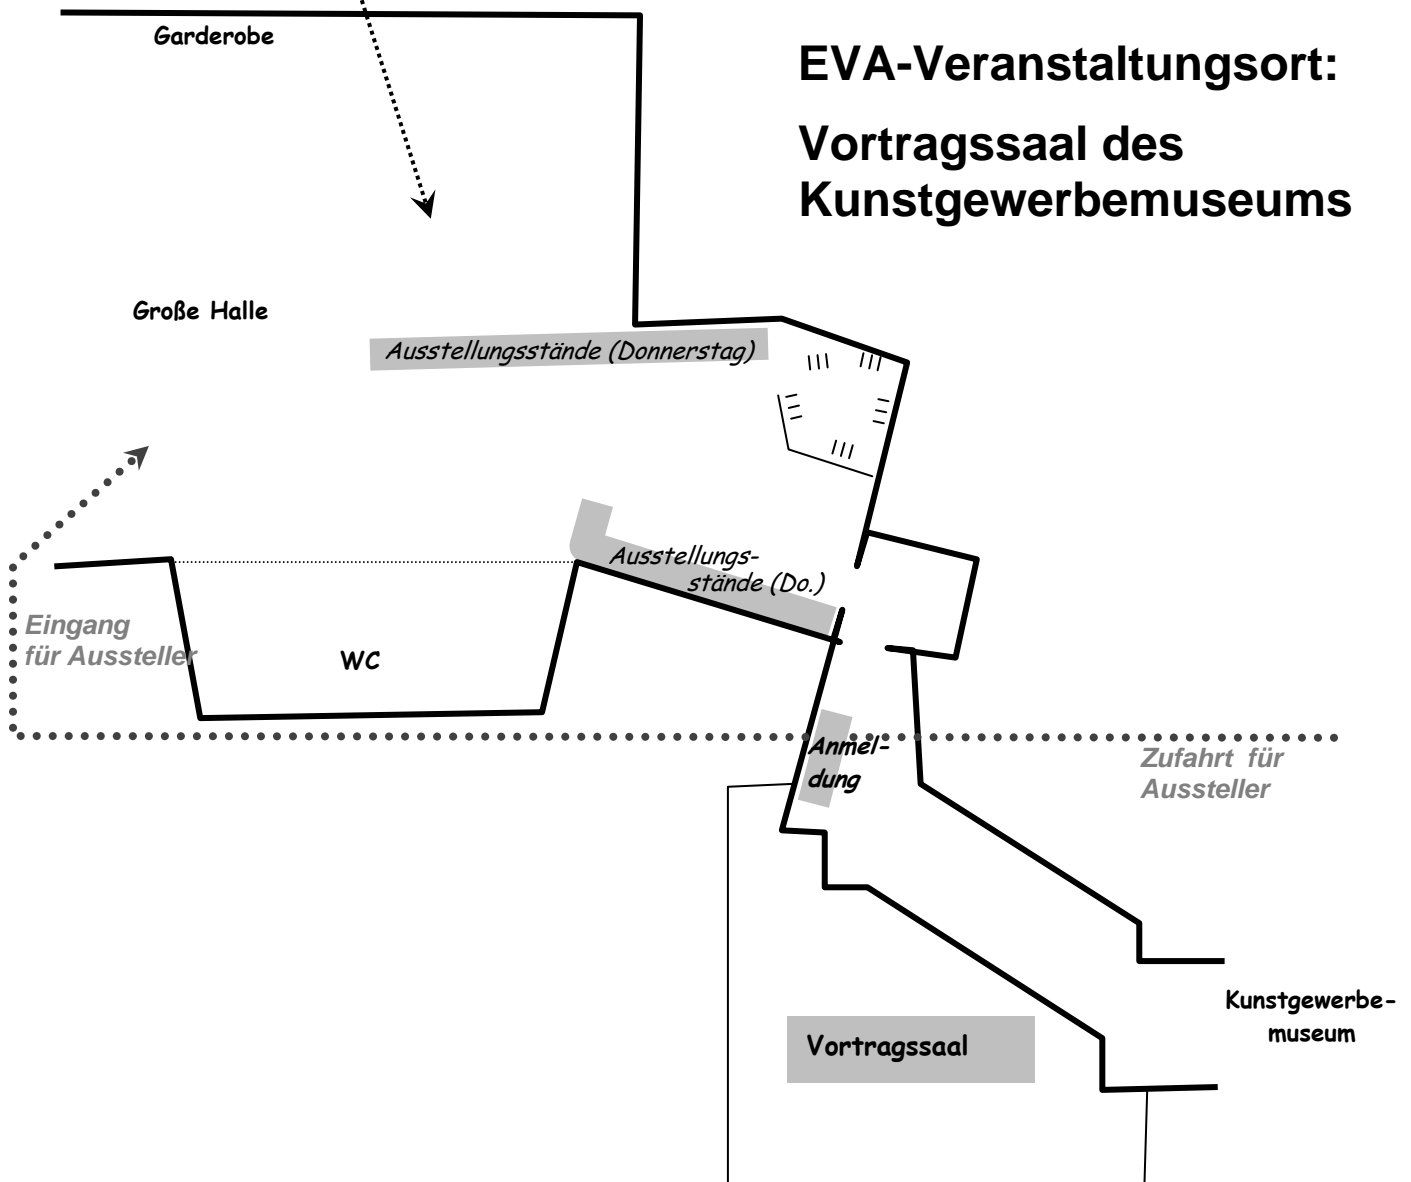 Garderobe
EVA-Veranstaltungsort:
Vortragssaal des
Kunstgewerbemuseums
Große Halle
Ausstellungsstände (Donnerstag)
Ausstellungs-
stände (Do.)
Eingang
für Aussteller
WC
Anmel-
dung
Zufahrt für
Aussteller
Kunstgewerbe-
museum
Vortragssaal